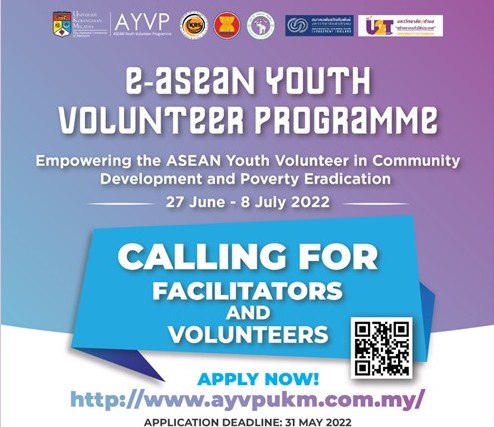 AYVP
ASEAN Youth Volunteer Programme
e-ASEAN YOUTH
VOLUNTEER PROGRAMME
Empowering the ASEAN Youth Volunteer in Community
Development and Poverty Eradication
27 June - 8 July 2022
CALLING FOR
FACILITATORS
AND
VOLUNTEERS
APPLY NOW!
http://www.ayvpukm.com.my/
APPLICATION DEADLINE: 31 MAY 2022